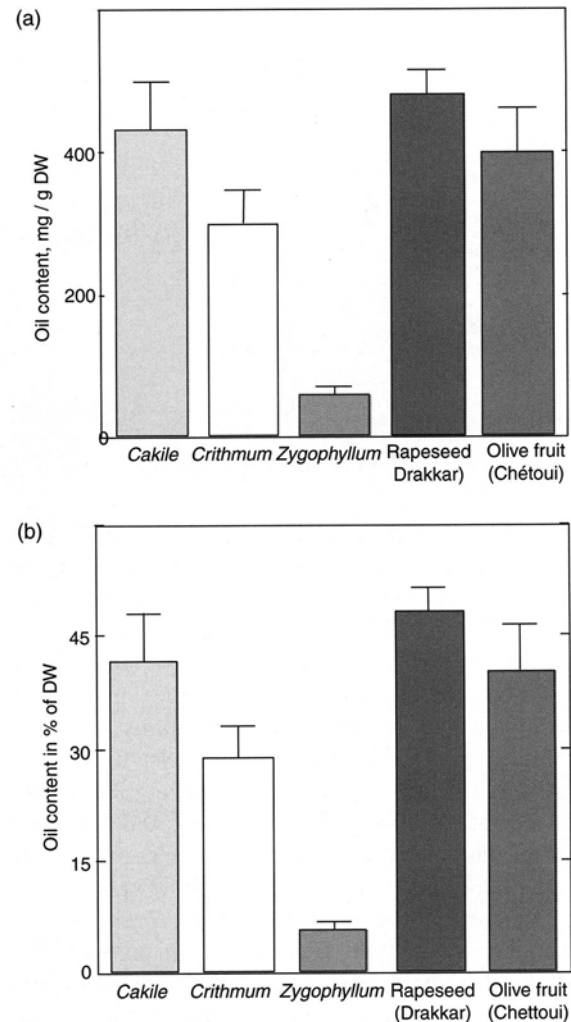 (a)
Oil content, mg / g DW
400
200
0
Cakile Crithmum Zygophyllum Rapeseed Olive fruit
Drakkar) (Chétoui)
(b)
Oil content in % of DW
45
30
15
0
Cakile Crithmum Zygophyllum Rapeseed Olive fruit
(Drakkar) (Chettoui)